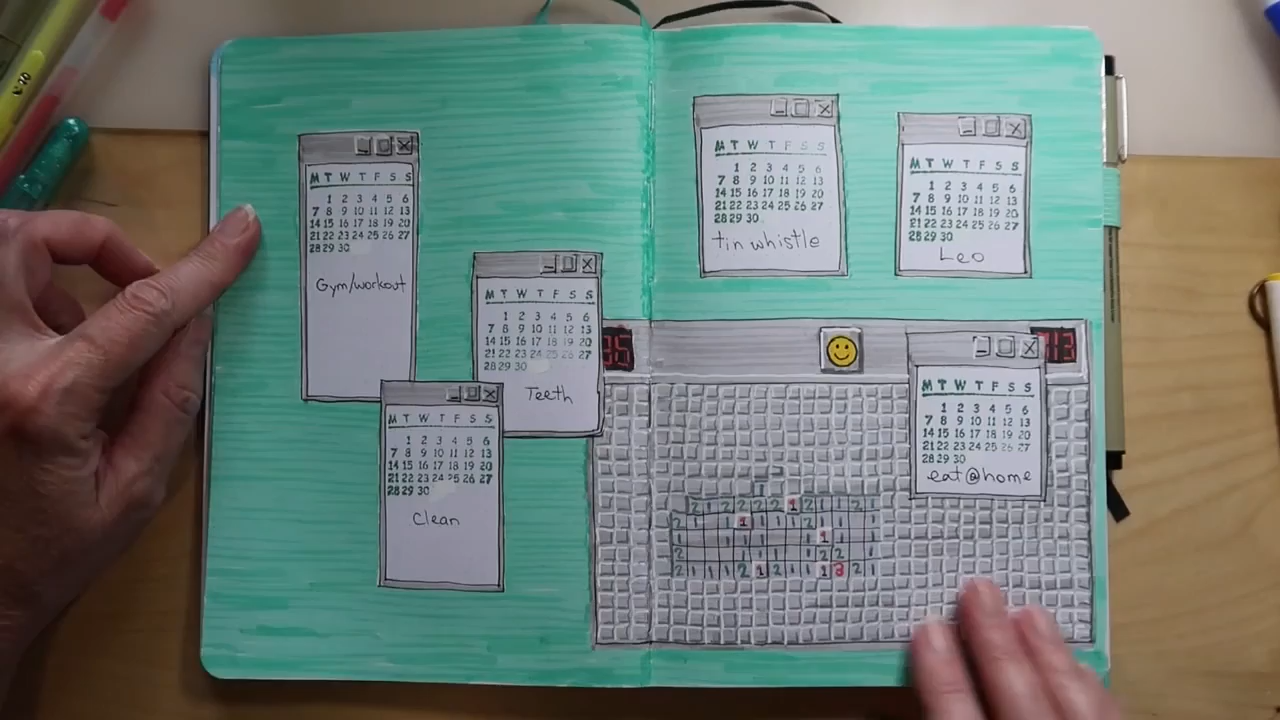 M T W T F S S
1 2 3 4 5 6
7 8 9 10 11 12 13
14 15 16 17 18 19 20
21 22 23 24 25 26 27
28 29 30
Gym/workout
M T W T F S S
1 2 3 4 5 6
7 8 9 10 11 12 13
14 15 16 17 18 19 20
21 22 23 24 25 26 27
28 29 30
Teeth
M T W T F S S
1 2 3 4 5 6
7 8 9 10 11 12 13
14 15 16 17 18 19 20
21 22 23 24 25 26 27
28 29 30
Clean
M T W T F S S
1 2 3 4 5 6
7 8 9 10 11 12 13
14 15 16 17 18 19 20
21 22 23 24 25 26 27
28 29 30
tin whistle
M T W T F S S
1 2 3 4 5 6
7 8 9 10 11 12 13
14 15 16 17 18 19 20
21 22 23 24 25 26 27
28 29 30
Leo
M T W T F S S
1 2 3 4 5 6
7 8 9 10 11 12 13
14 15 16 17 18 19 20
21 22 23 24 25 26 27
28 29 30
eat@home